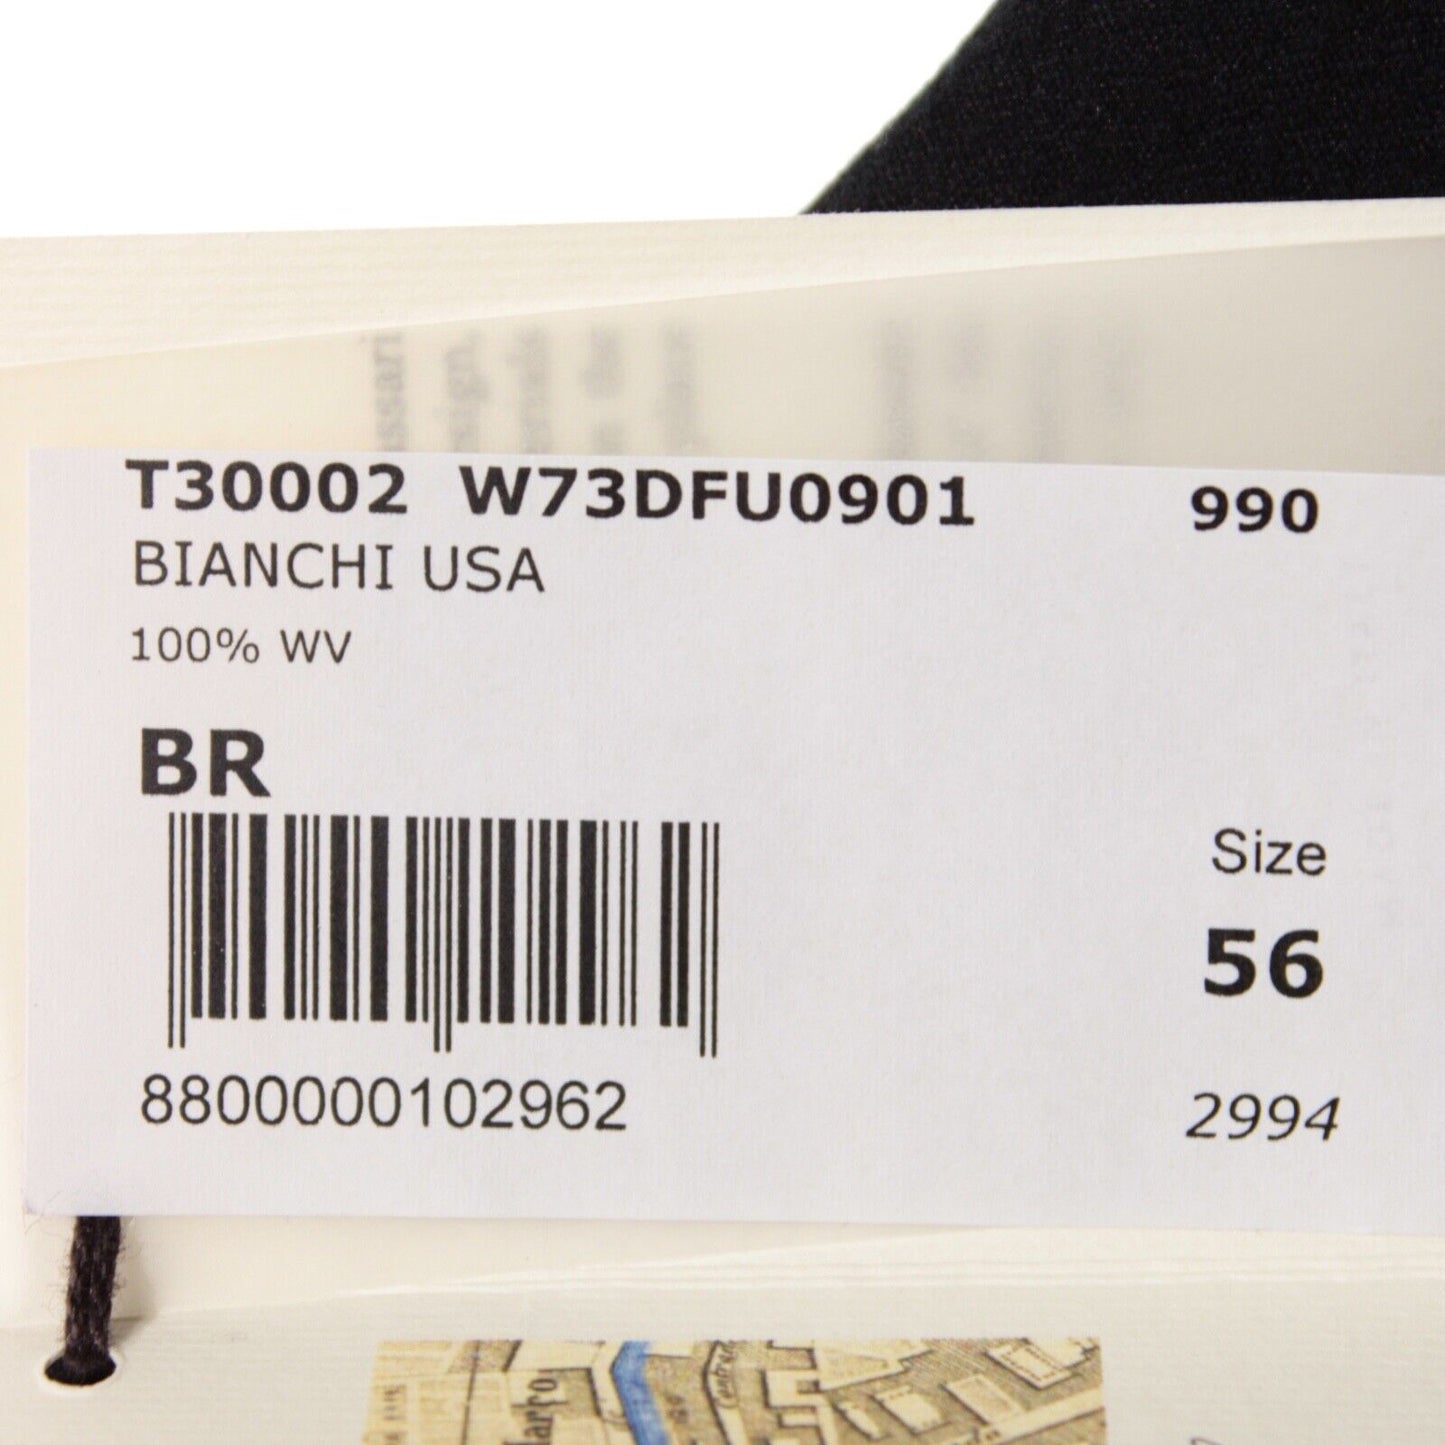 T30002 W73DFU0901 990
BIANCHI USA
100% WV
BR
Size
56
8800000102962
2994